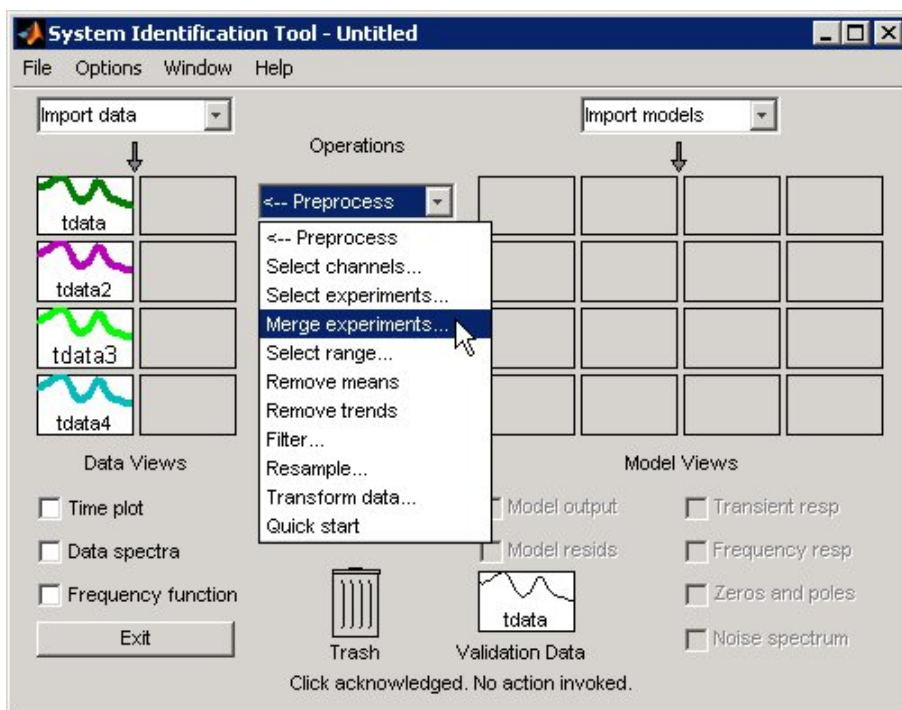 System Identification Tool - Untitled
File Options Window Help
Import data
Import models
Operations
<-- Preprocess
tdata
tdata2
tdata3
tdata4
<-- Preprocess
Select channels...
Select experiments...
Merge experiments...
Select range...
Remove means
Remove trends
Filter...
Resample...
Transform data...
Quick start
Data Views
Model Views
Time plot
Data spectra
Frequency function
Model output
Model resids
Transient resp
Frequency resp
Zeros and poles
Noise spectrum
Exit
Trash
tdata
Validation Data
Click acknowledged. No action invoked.